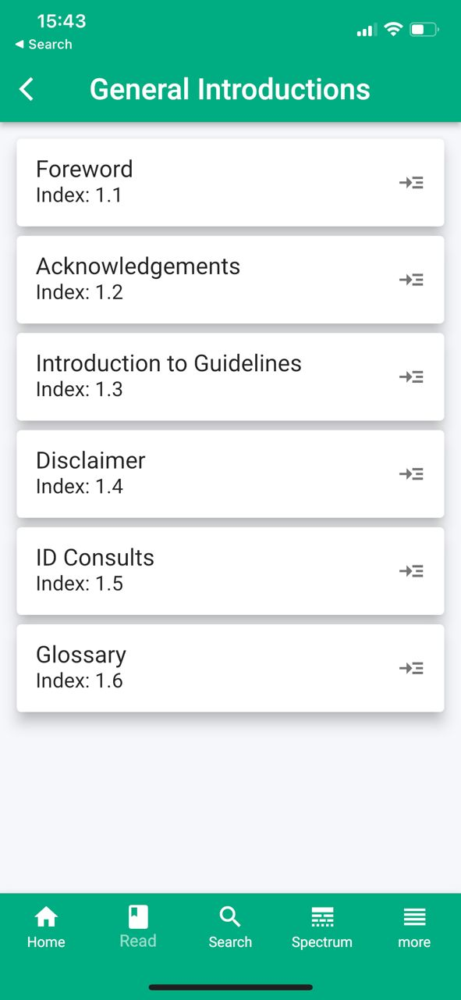 15:43
Search
General Introductions
Foreword
Index: 1.1
Acknowledgements
Index: 1.2
Introduction to Guidelines
Index: 1.3
Disclaimer
Index: 1.4
ID Consults
Index: 1.5
Glossary
Index: 1.6
Home Read Search Spectrum more